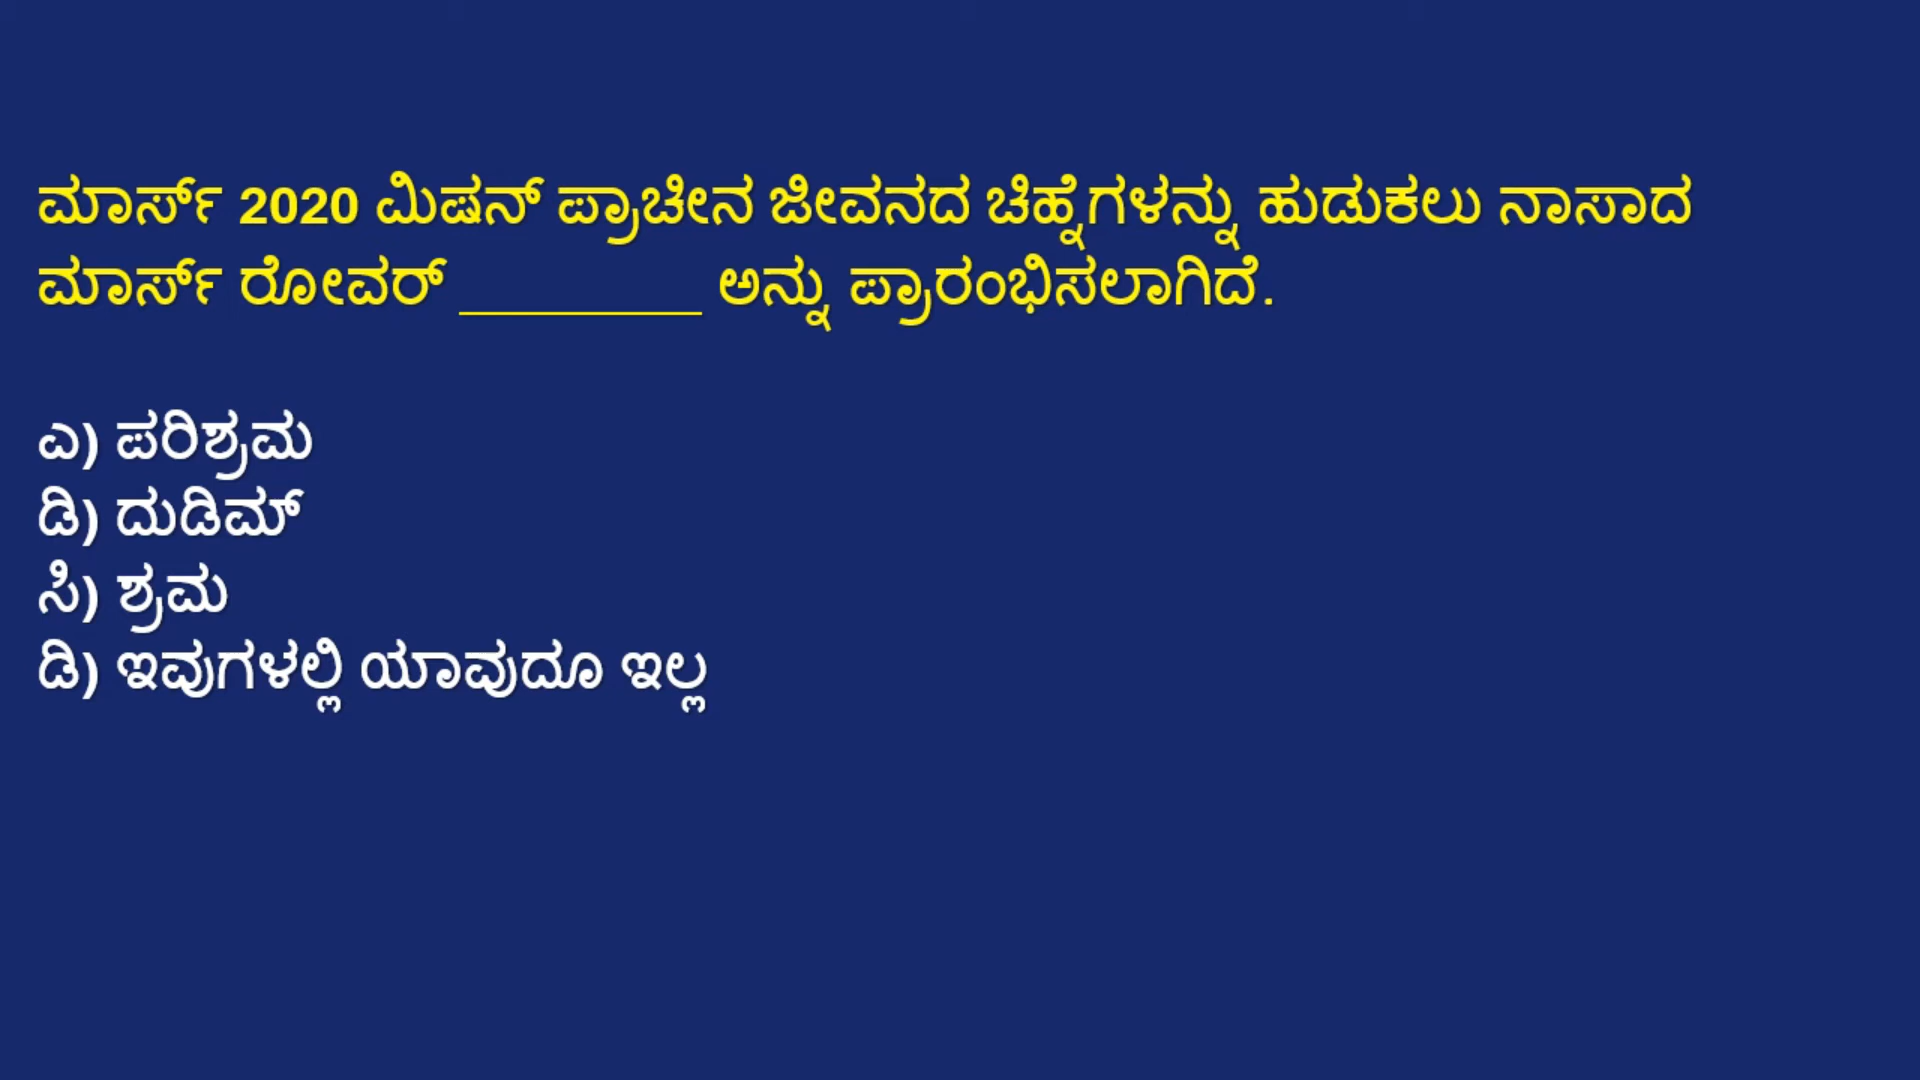 ಮಾರ್ಸ್ 2020 ಮಿಷನ್ ಪ್ರಾಚೀನ ಜೀವನದ ಚಿಹ್ನೆಗಳನ್ನು ಹುಡುಕಲು ನಾಸಾದ
ಮಾರ್ಸ್ ರೋವರ್ ________ ಅನ್ನು ಪ್ರಾರಂಭಿಸಲಾಗಿದೆ.
ಎ) ಪರಿಶ್ರಮ
ಡಿ) ದುಡಿಮ್
ಸಿ) ಶ್ರಮ
ಡಿ) ಇವುಗಳಲ್ಲಿ ಯಾವುದೂ ಇಲ್ಲ